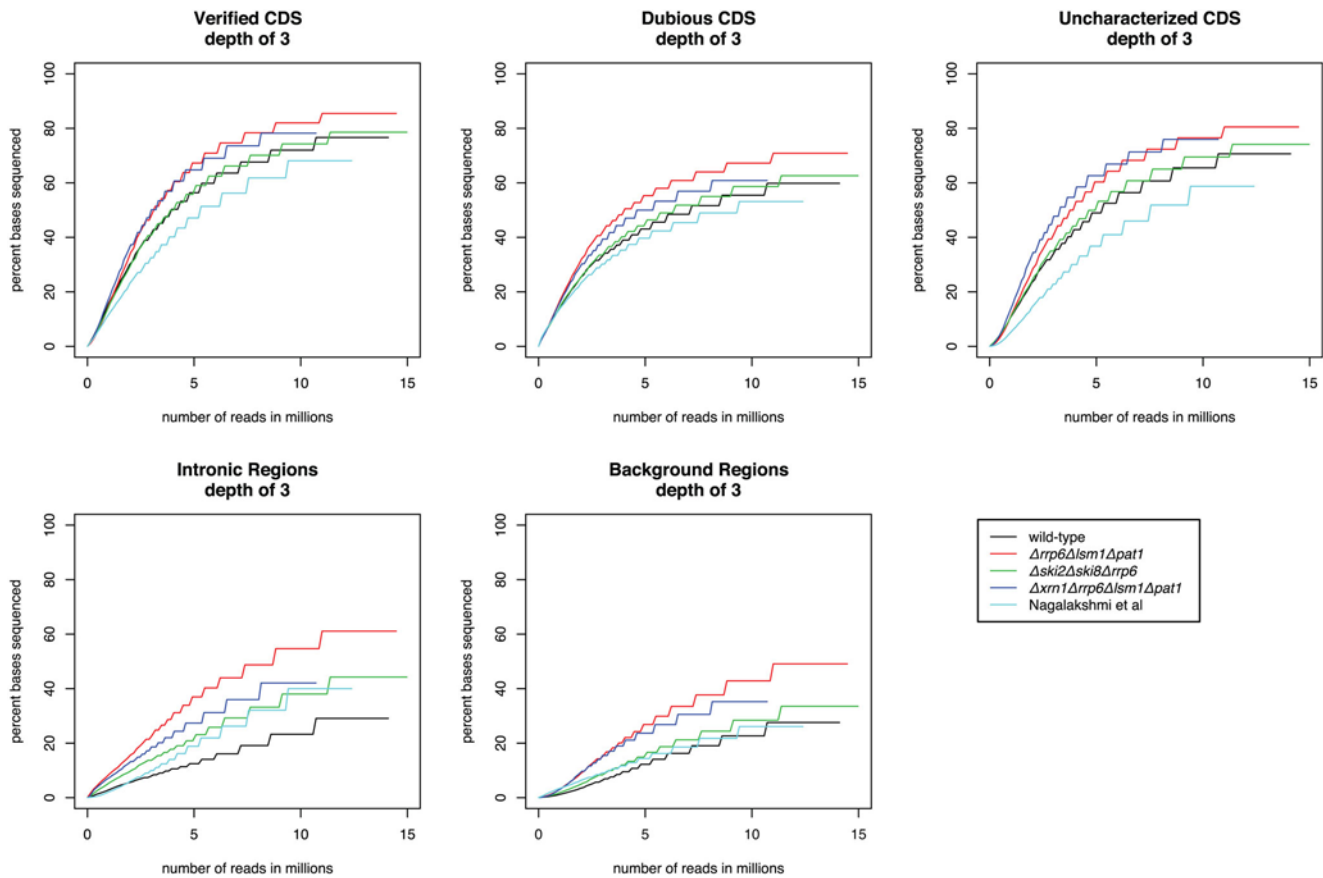 Verified CDS
depth of 3
percent bases sequenced
100
80
60
40
20
0
0 5 10 15
number of reads in millions
Dubious CDS
depth of 3
percent bases sequenced
100
80
60
40
20
0
0 5 10 15
number of reads in millions
Uncharacterized CDS
depth of 3
percent bases sequenced
100
80
60
40
20
0
0 5 10 15
number of reads in millions
Intronic Regions
depth of 3
percent bases sequenced
100
80
60
40
20
0
0 5 10 15
number of reads in millions
Background Regions
depth of 3
percent bases sequenced
100
80
60
40
20
0
0 5 10 15
number of reads in millions
wild-type
Δrrp6Δlsm1Δpat1
Δski2Δski8Δrrp6
Δxrn1Δrrp6Δlsm1Δpat1
Nagalakshmi et al